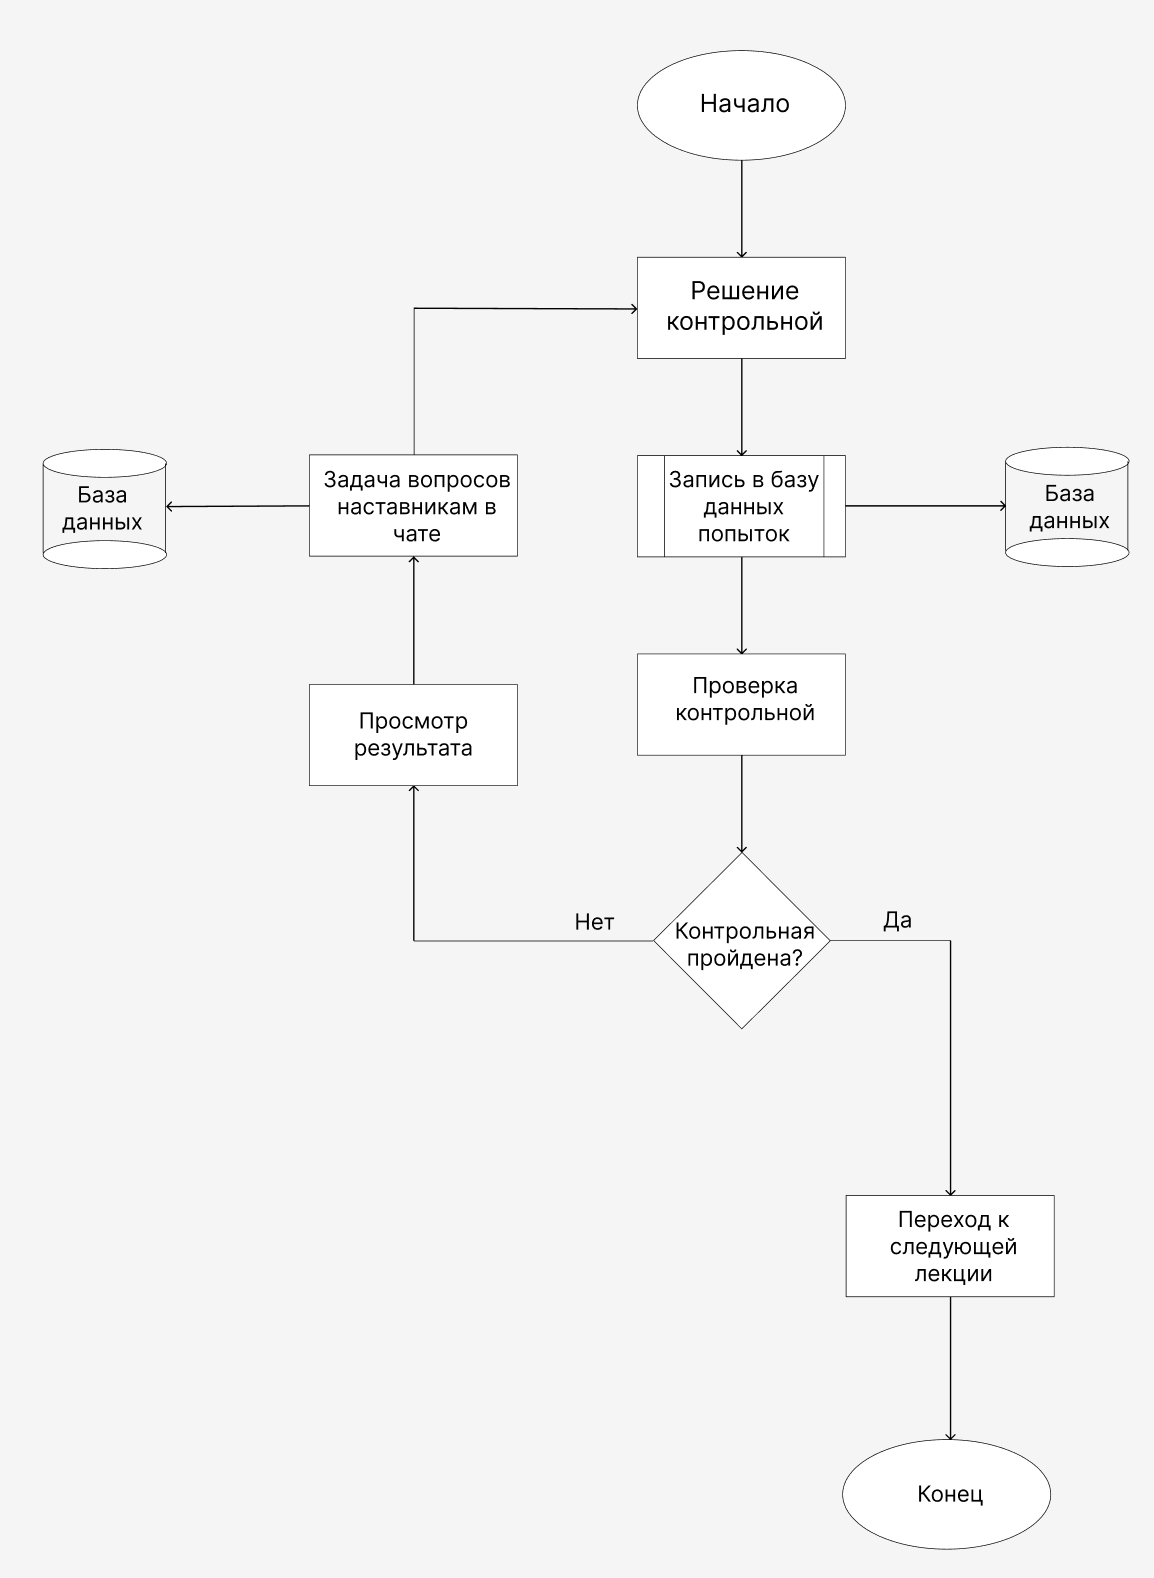 Начало
Решение
контрольной
Задача вопросов
наставникам в
чате
База
данных
Запись в базу
данных
попыток
База
данных
Просмотр
результата
Проверка
контрольной
Нет
Да
Контрольная
пройдена?
Переход к
следующей
лекции
Конец